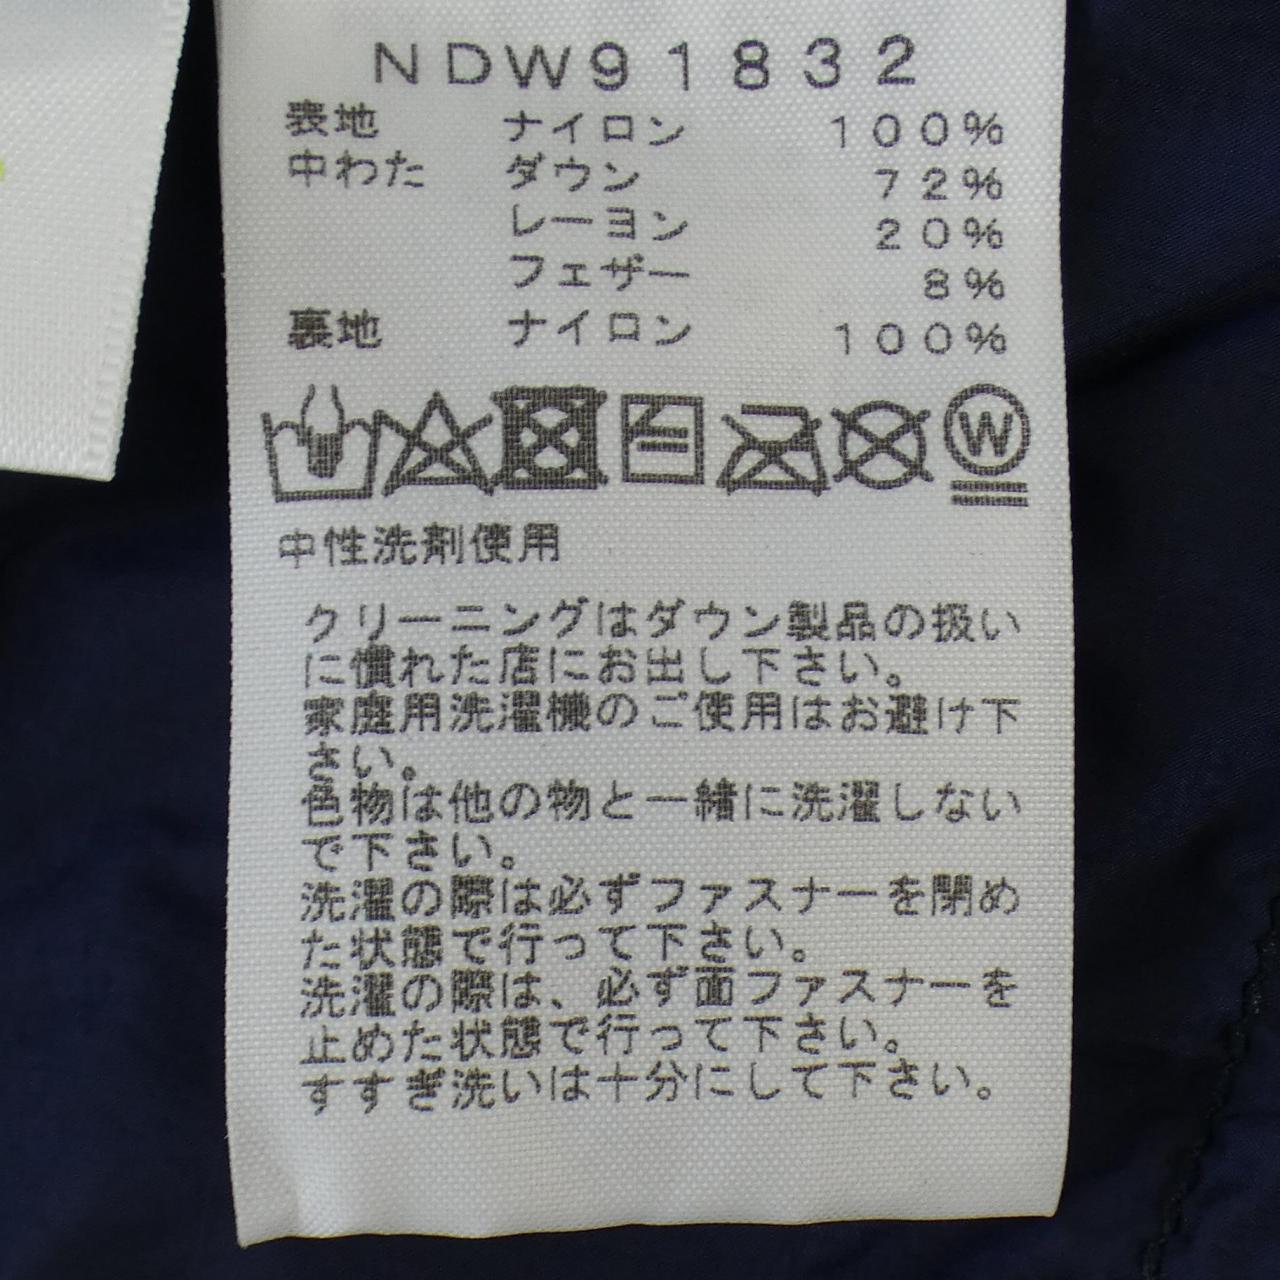 NDW91832
表地 ナイロン 100%
中わた ダウン 72%
レーヨン 20%
フェザー 8%
裏地 ナイロン 100%
W
中性洗剤使用
クリーニングはダウン製品の扱い
に慣れた店にお出し下さい。
家庭用洗濯機のご使用はお避け下
さい。
色物は他の物と一緒に洗濯しない
で下さい。
洗濯の際は必ずファスナーを閉め
た状態で行って下さい。
洗濯の際は、必ず面ファスナーを
止めた状態で行って下さい。
すすぎ洗いは十分にして下さい。